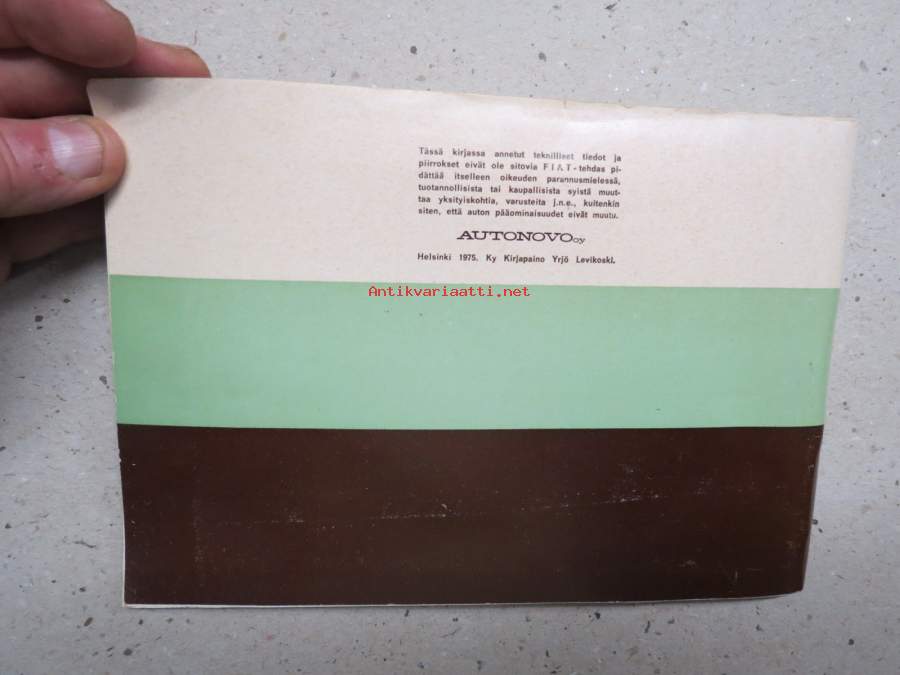 Tässä kirjassa annetut teknilliset tiedot ja
piirrokset eivät ole sitovia FIAT-tehdas pi-
dättää itselleen oikeuden parannusmielessä,
tuotannollisista tai kaupallisista syistä muut-
taa yksityiskohtia, varusteita j.n.e., kuitenkin
siten, että auton pääominaisuudet eivät muutu.
AUTONOVO oy
Helsinki 1975. Ky Kirjapaino Yrjö Levikoski.
Antikvariaatti.net